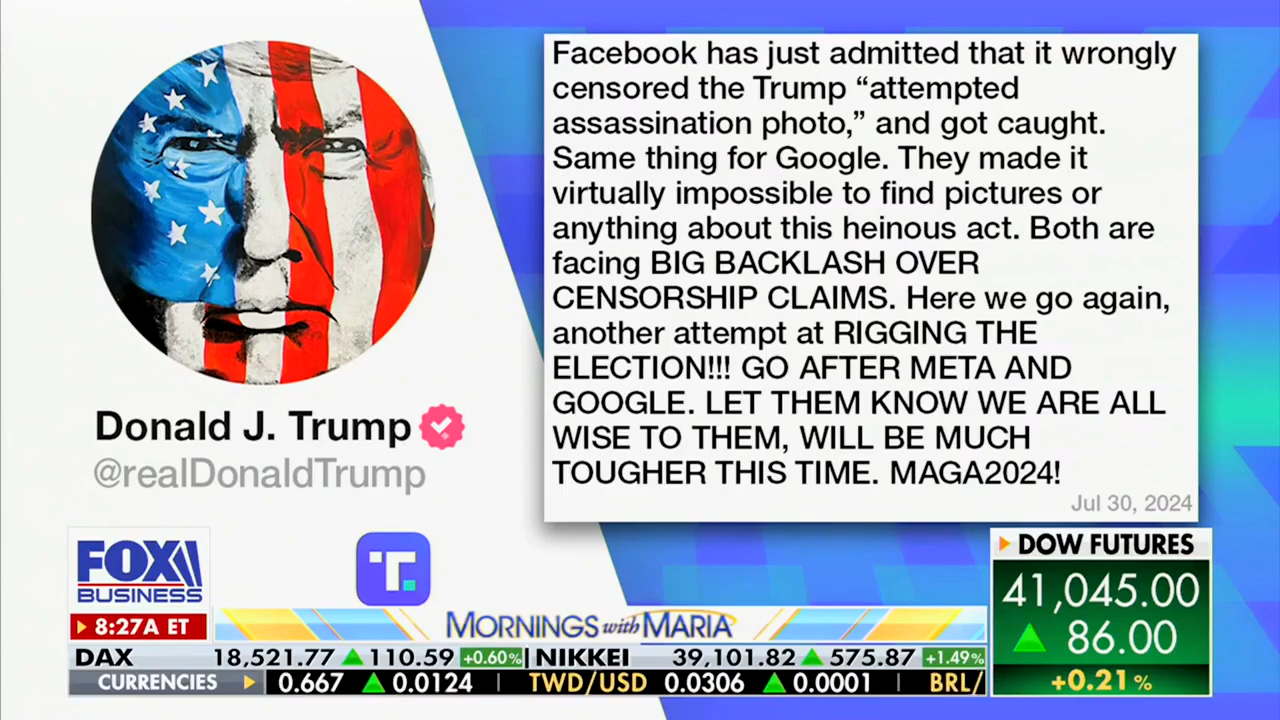 Facebook has just admitted that it wrongly
censored the Trump “attempted
assassination photo,” and got caught.
Same thing for Google. They made it
virtually impossible to find pictures or
anything about this heinous act. Both are
facing BIG BACKLASH OVER
CENSORSHIP CLAIMS. Here we go again,
another attempt at RIGGING THE
ELECTION!!! GO AFTER META AND
GOOGLE. LET THEM KNOW WE ARE ALL
WISE TO THEM, WILL BE MUCH
TOUGHER THIS TIME. MAGA2024!
Jul 30, 2024
Donald J. Trump
@realDonaldTrump
T.
FOX
BUSINESS
8:27A ET
MORNINGS with MARIA
DOW FUTURES
41,045.00
86.00
+0.21%
DAX 18,521.77 110.59 +0.60% NIKKEI 39,101.82 575.87 +1.49%
CURRENCIES 0.667 0.0124 TWD/USD 0.0306 0.0001 BRL/